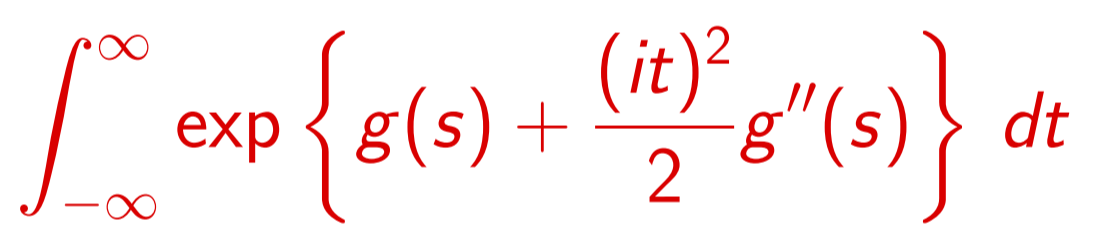 ∫_{-∞}^{∞} exp { g(s) + \frac{(it)^2}{2} g''(s) } dt